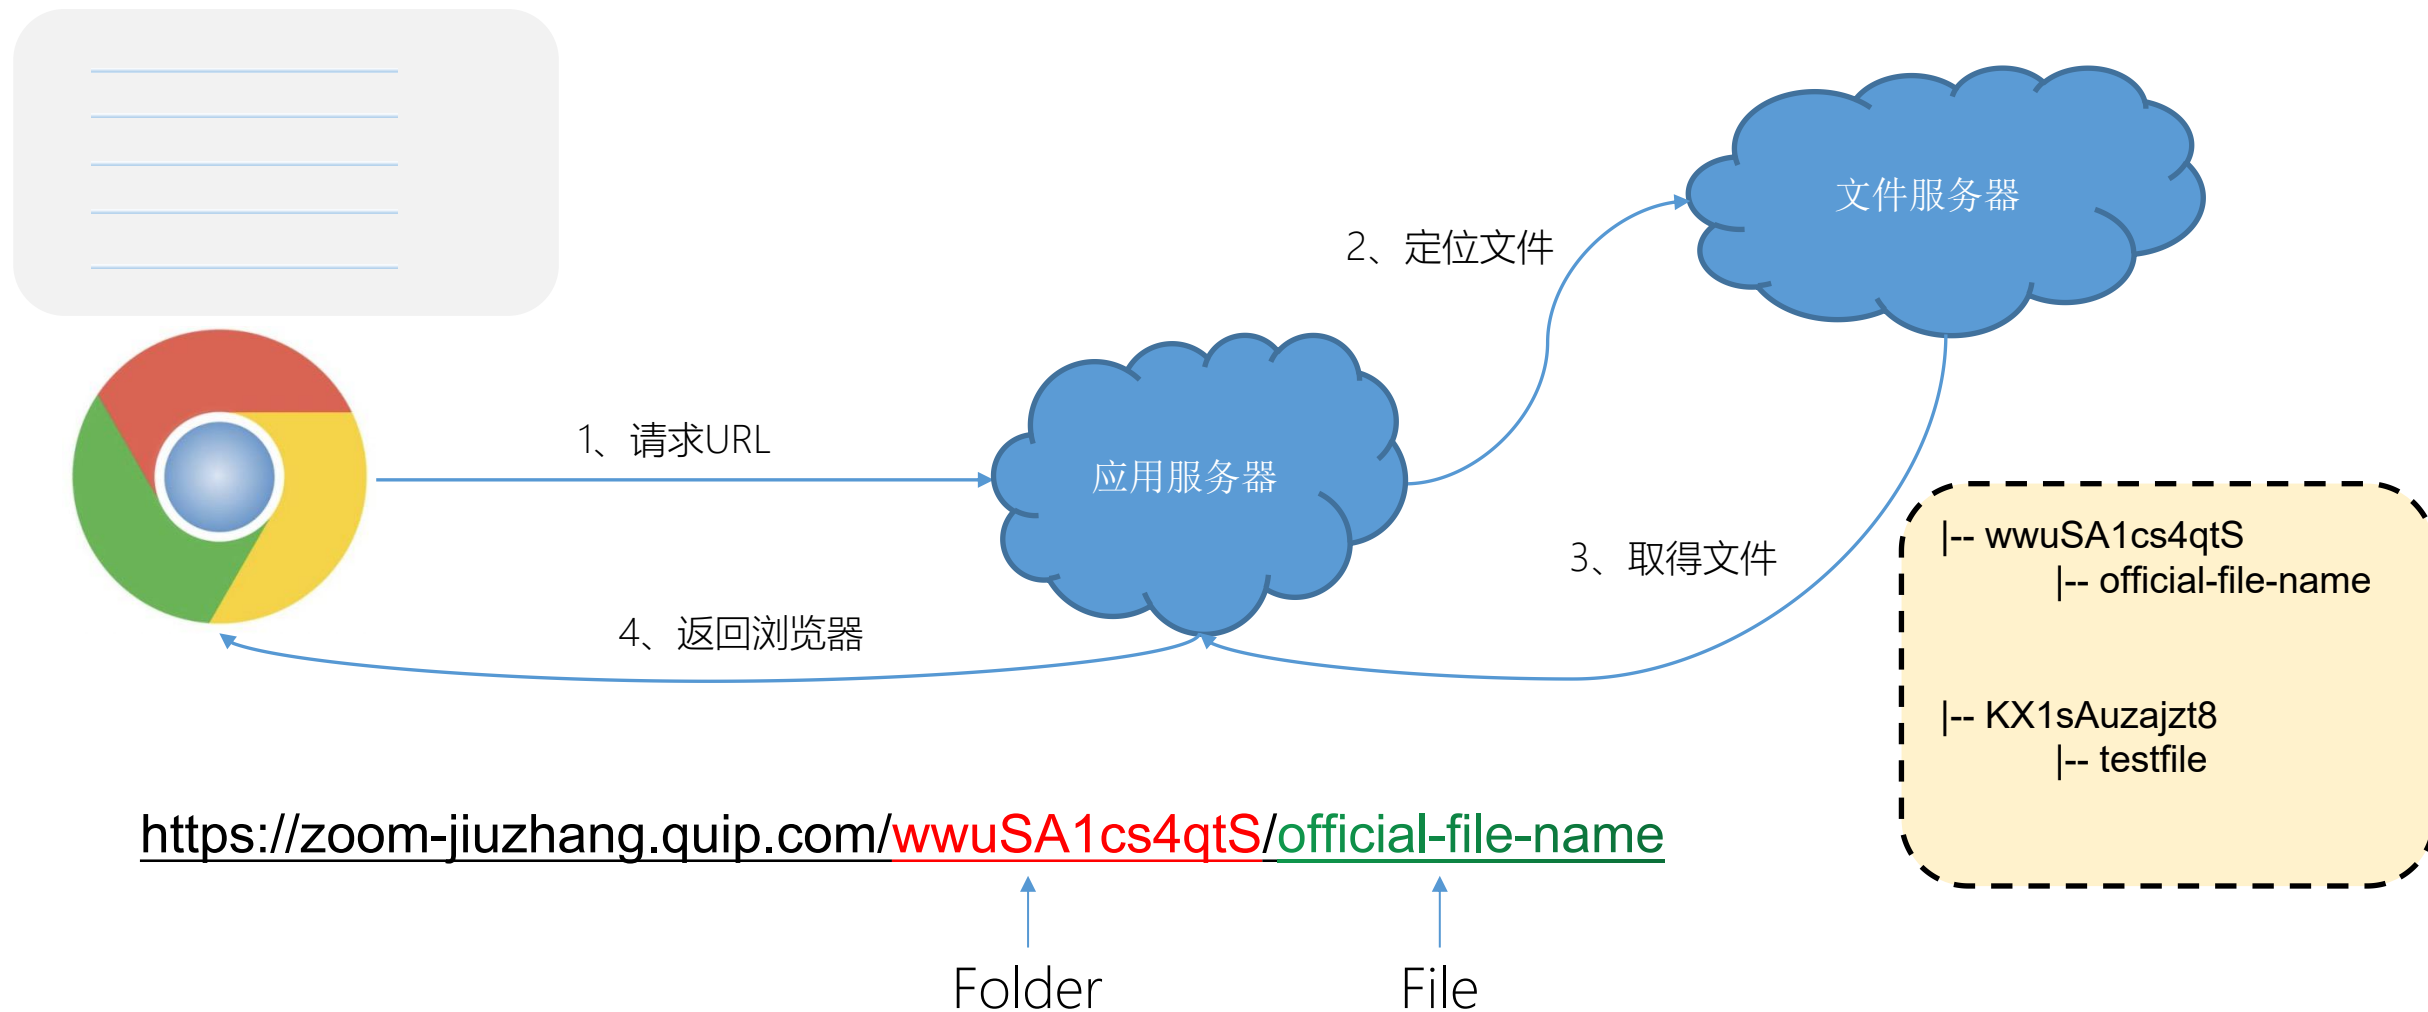 文件服务器
2、定位文件
1、请求URL
应用服务器
3、取得文件
4、返回浏览器
|-- wwuSA1cs4qtS
|-- official-file-name
|-- KX1sAuzajzt8
|-- testfile
https://zoom-jiuzhang.quip.com/wwuSA1cs4qtS/official-file-name
Folder
File